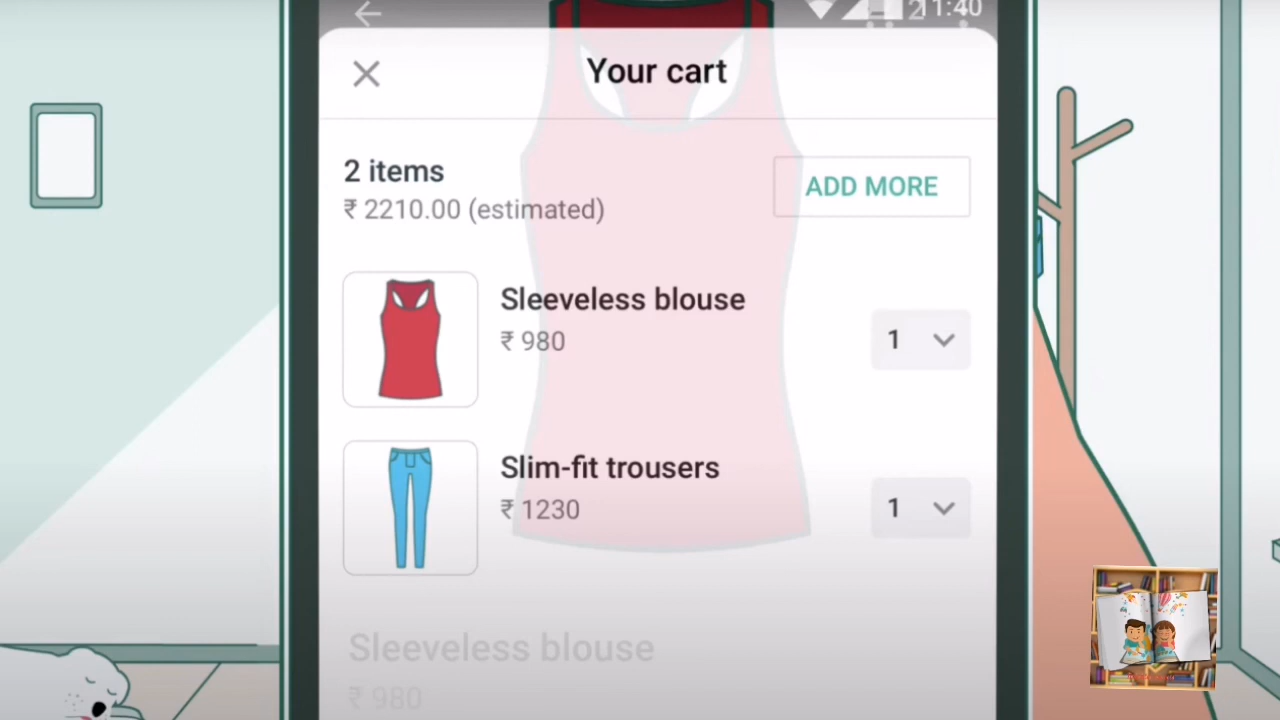 11:40
Your cart
2 items
₹ 2210.00 (estimated)
ADD MORE
Sleeveless blouse
₹ 980
1
Slim-fit trousers
₹ 1230
1
Sleeveless blouse
₹ 980